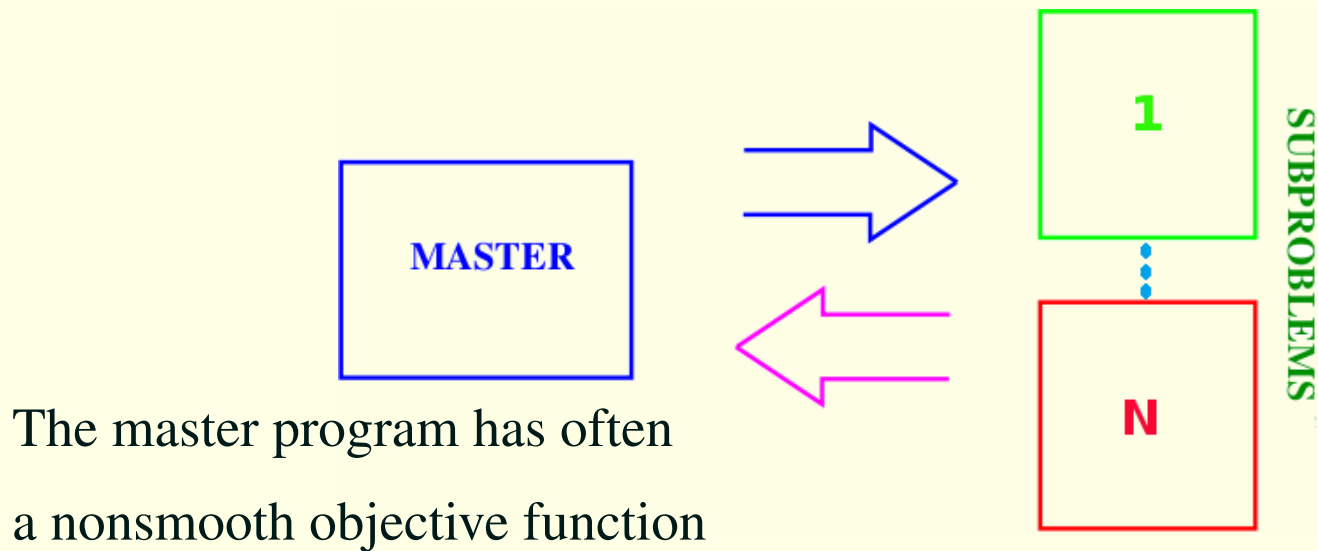 MASTER
1
N
SUBPROBLEMS
The master program has often
a nonsmooth objective function